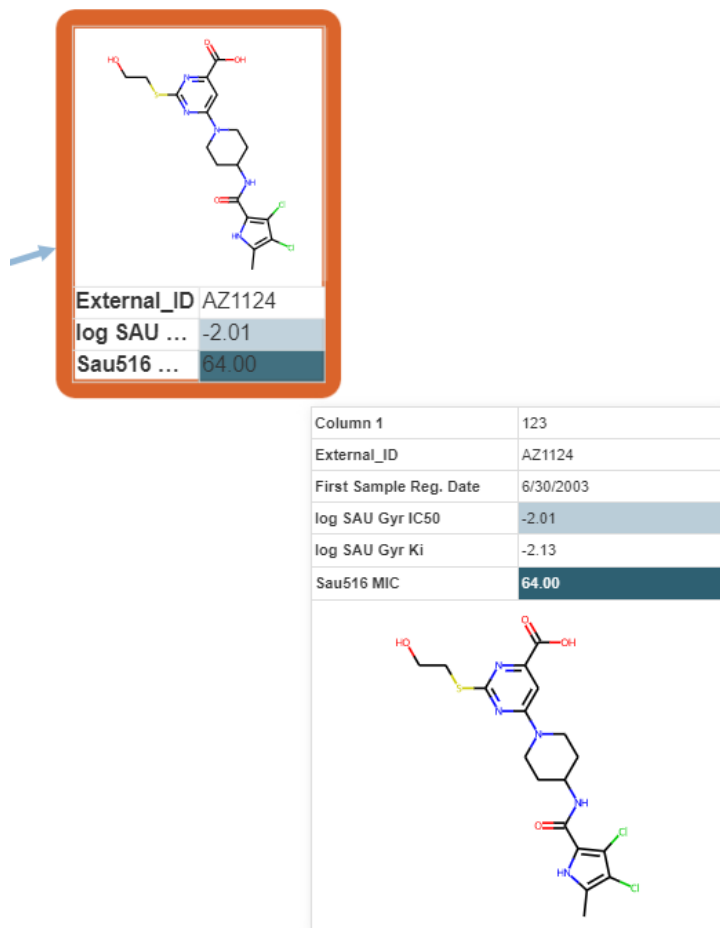 O
OH
HO
N
S
N
N
NH
O
Cl
HN
Cl
External_ID AZ1124
log SAU ... -2.01
Sau516 ... 64.00
Column 1 123
External_ID AZ1124
First Sample Reg. Date 6/30/2003
log SAU Gyr IC50 -2.01
log SAU Gyr Ki -2.13
Sau516 MIC 64.00
O
HO
OH
N
S
N
N
NH
O
Cl
HN
Cl